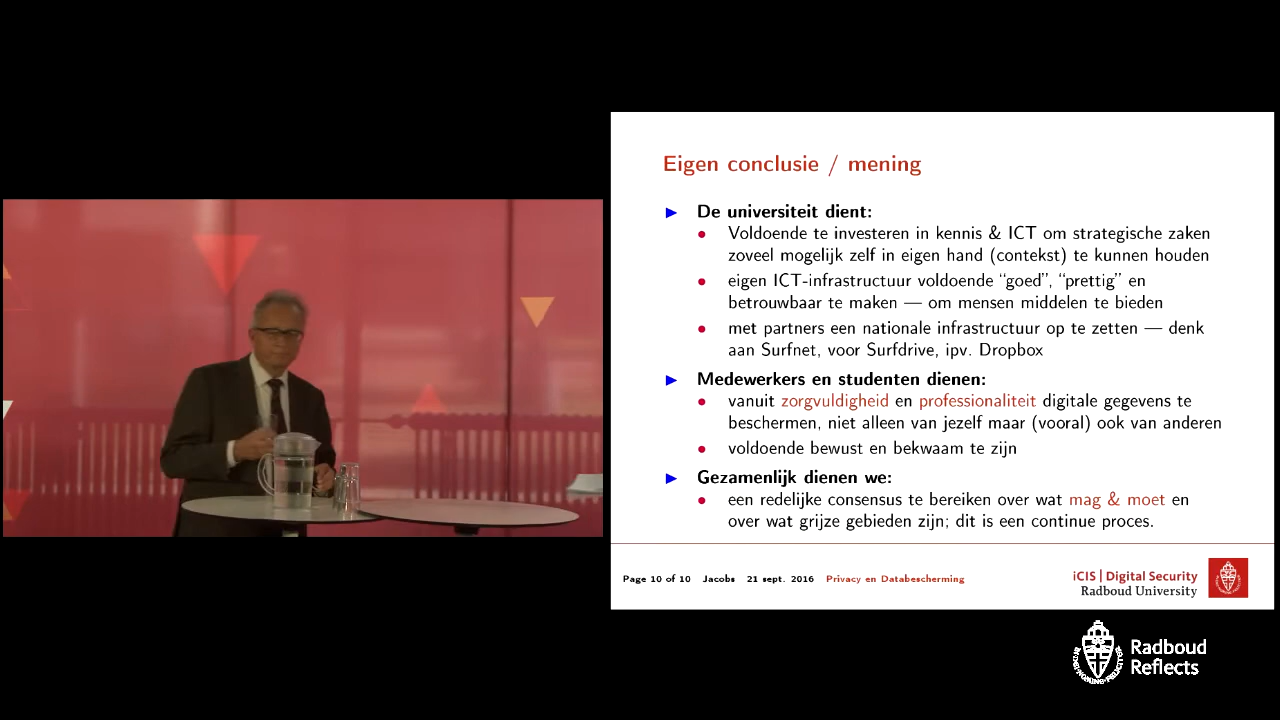 Eigen conclusie / mening
De universiteit dient:
Voldoende te investeren in kennis & ICT om strategische zaken
zoveel mogelijk zelf in eigen hand (contekst) te kunnen houden
eigen ICT-infrastructuur voldoende “goed”, “prettig” en
betrouwbaar te maken — om mensen middelen te bieden
met partners een nationale infrastructuur op te zetten — denk
aan Surfnet, voor Surfdrive, ipv. Dropbox
Medewerkers en studenten dienen:
vanuit zorgvuldigheid en professionaliteit digitale gegevens te
beschermen, niet alleen van jezelf maar (vooral) ook van anderen
voldoende bewust en bekwaam te zijn
Gezamenlijk dienen we:
een redelijke consensus te bereiken over wat mag & moet en
over wat grijze gebieden zijn; dit is een continue proces.
Page 10 of 10 Jacobs 21 sept. 2016 Privacy en Databescherming
iCIS | Digital Security
Radboud University
Radboud
Reflects